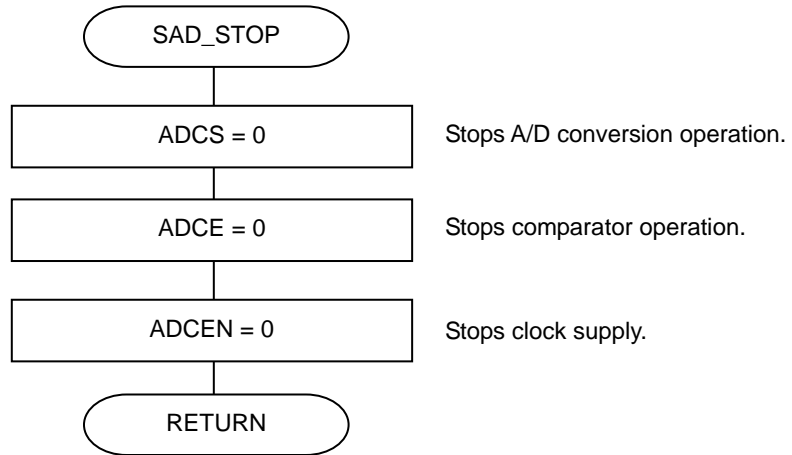 SAD_STOP
ADCS = 0
Stops A/D conversion operation.
ADCE = 0
Stops comparator operation.
ADCEN = 0
Stops clock supply.
RETURN